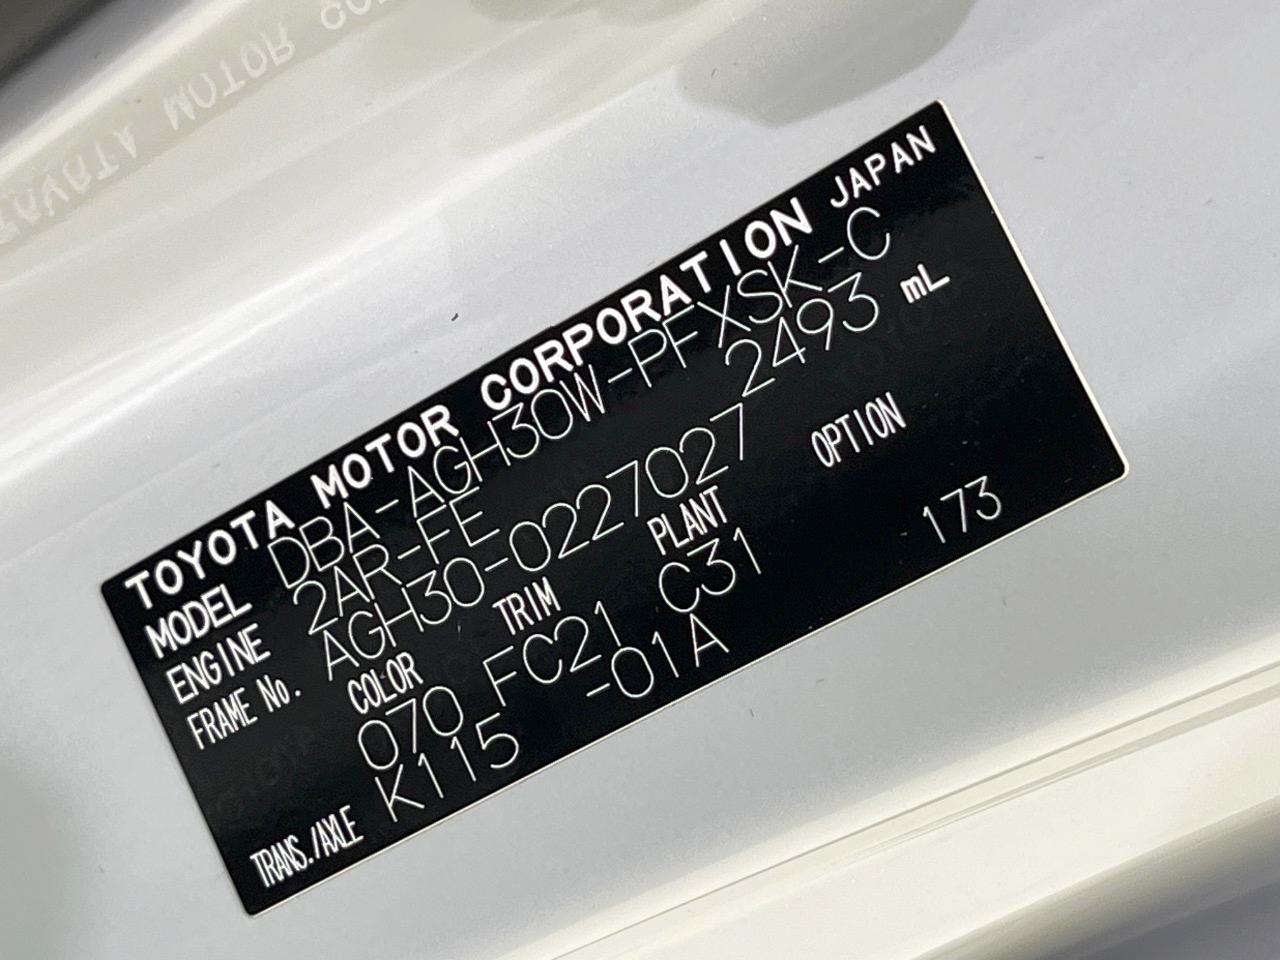 TOYOTA MOTOR CORPORATION JAPAN
MODEL DBA-AGH30W-PFXSK-C
ENGINE 2AR-FE 2493 mL
FRAME No. AGH30-0227027
COLOR TRIM PLANT OPTION
070 FC21 C31 173
TRANS./AXLE K115 -01A